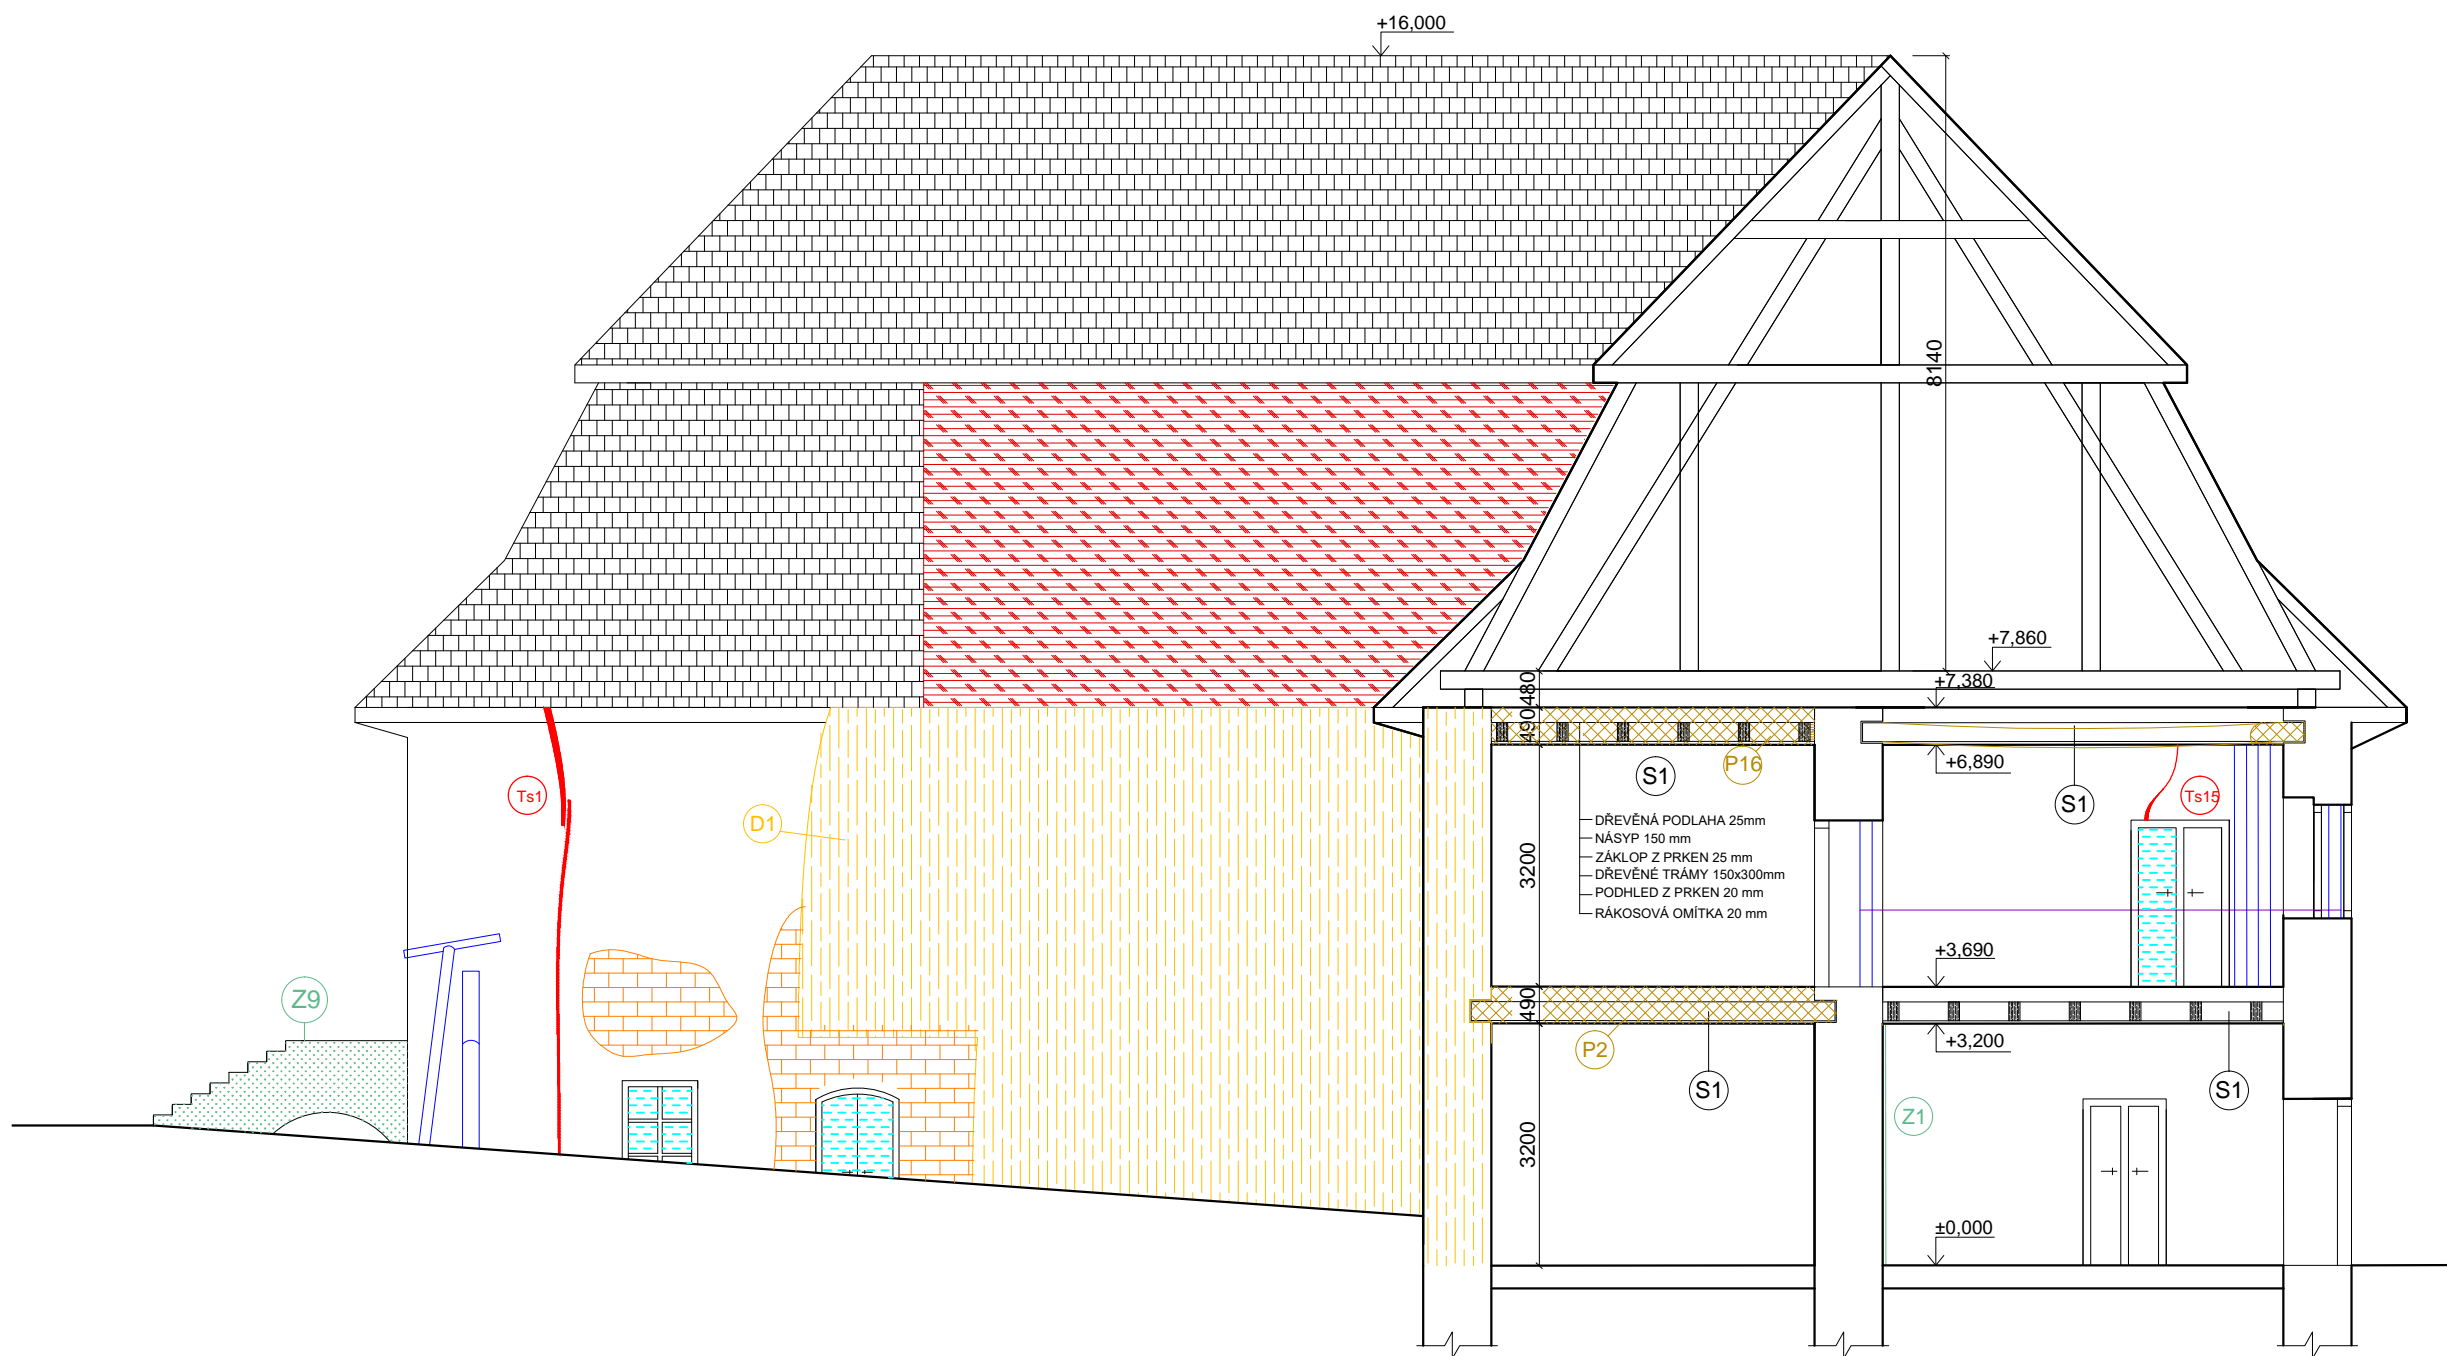 +16,000
8140
+7,860
+7,380
480
490
+6,890
S1
P16
S1
Ts15
Ts1
D1
DŘEVĚNÁ PODLAHA 25mm
NÁSYP 150 mm
ZÁKLOP Z PRKEN 25 mm
DŘEVĚNÉ TRÁMY 150x300mm
PODHLED Z PRKEN 20 mm
RÁKOSOVÁ OMÍTKA 20 mm
3200
+3,690
Z9
490
+3,200
P2
S1
S1
Z1
3200
±0,000